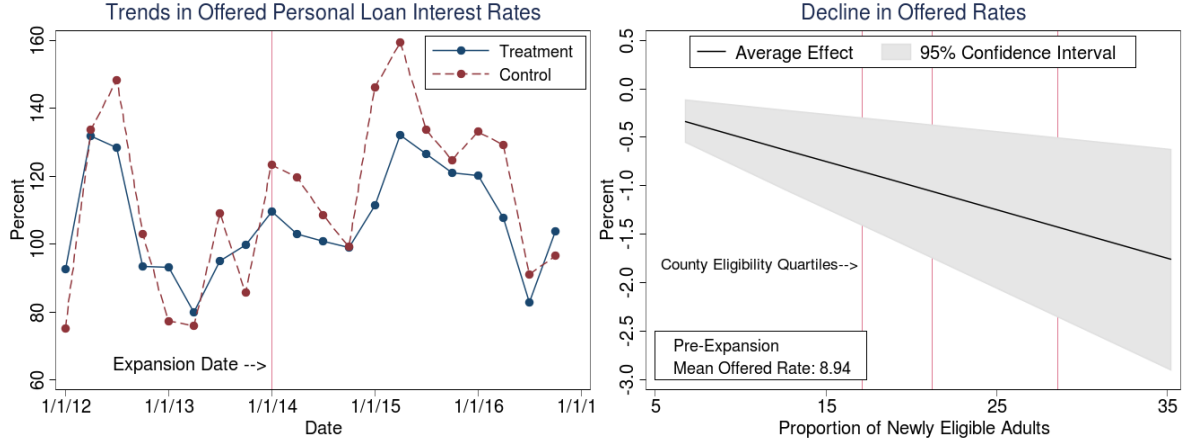 Trends in Offered Personal Loan Interest Rates
Treatment
Control
160
140
120
100
80
60
Percent
Expansion Date -->
1/1/12 1/1/13 1/1/14 1/1/15 1/1/16 1/1/1
Date
Decline in Offered Rates
Average Effect 95% Confidence Interval
0.5
0.0
-0.5
-1.0
-1.5
-2.0
-2.5
-3.0
Percent
County Eligibility Quartiles-->
Pre-Expansion
Mean Offered Rate: 8.94
5 15 25 35
Proportion of Newly Eligible Adults